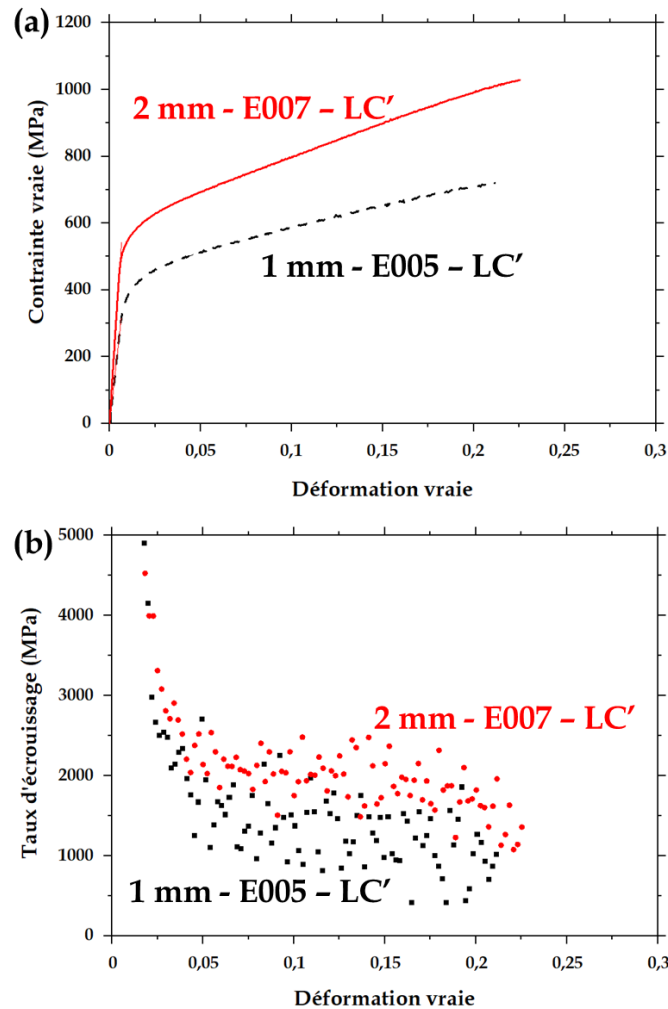 (a)
1200
1000
800
600
400
200
0
Contrainte vraie (MPa)
2 mm - E007 – LC'
1 mm - E005 – LC'
0
0,05
0,1
0,15
0,2
0,25
0,3
Déformation vraie
(b)
5000
4000
3000
2000
1000
0
Taux d'écrouissage (MPa)
2 mm - E007 – LC'
1 mm - E005 – LC'
0
0,05
0,1
0,15
0,2
0,25
0,3
Déformation vraie